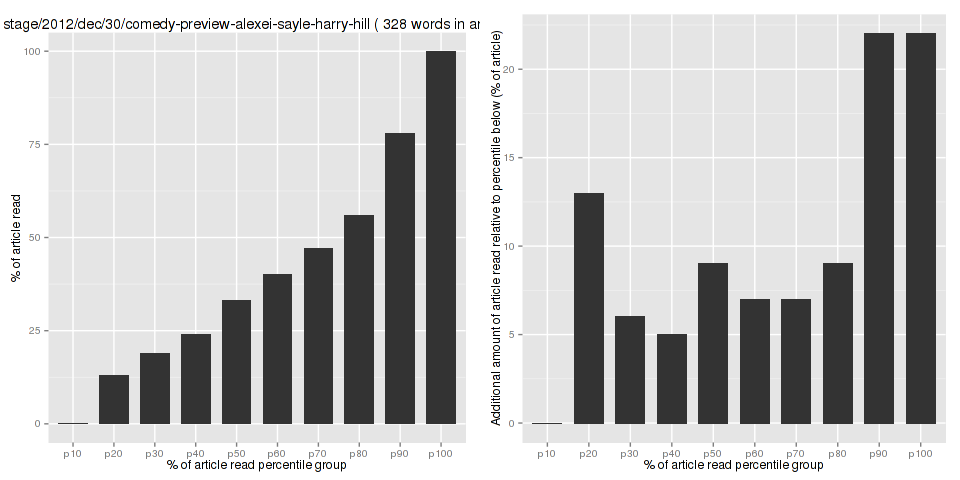 stage/2012/dec/30/comedy-preview-alexei-sayle-harry-hill ( 328 words in ar
% of article read
100
75
50
25
0
p10 p20 p30 p40 p50 p60 p70 p80 p90 p100
% of article read percentile group
Additional amount of article read relative to percentile below (% of article)
20
15
10
5
0
p10 p20 p30 p40 p50 p60 p70 p80 p90 p100
% of article read percentile group